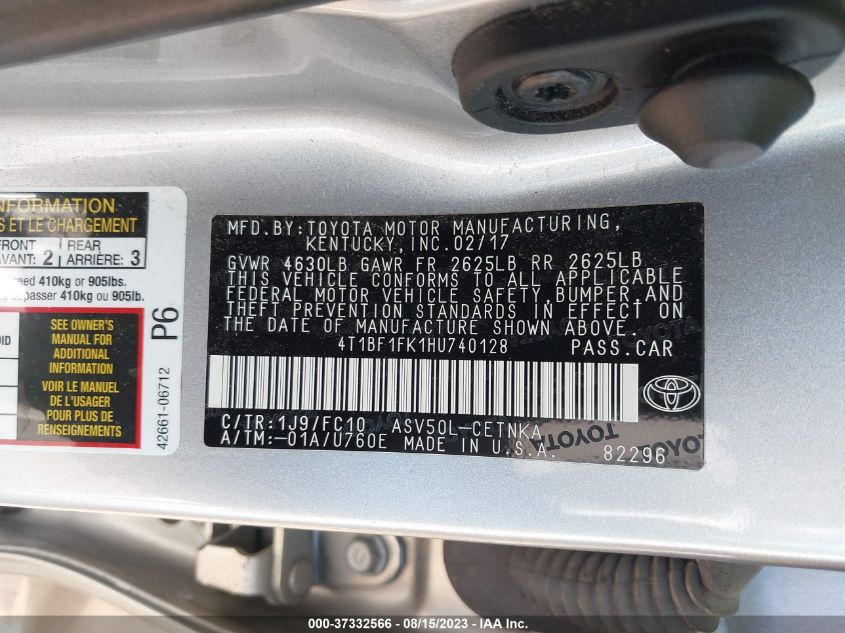 INFORMATION
S ET LE CHARGEMENT
FRONT
AVANT: 2
REAR
ARRIÈRE: 3
eed 410kg or 905lbs.
épasser 410kg ou 905lb.
OID
SEE OWNER'S
MANUAL FOR
ADDITIONAL
INFORMATION
VOIR LE MANUEL
DE L'USAGER
POUR PLUS DE
RENSEIGNEMENTS
P6
42661-06712
MFD.BY:TOYOTA MOTOR MANUFACTURING,
KENTUCKY,INC.02/17
GVWR 4630LB GAWR FR 2625LB RR 2625LB
THIS VEHICLE CONFORMS TO ALL APPLICABLE
FEDERAL MOTOR VEHICLE SAFETY,BUMPER,AND
THEFT PREVENTION STANDARDS IN EFFECT ON
THE DATE OF MANUFACTURE SHOWN ABOVE.
4T1BF1FK1HU740128 PASS.CAR
C/TR:1J9/FC10 ASV50L-CETNKA
A/TM:-01A/U760E MADE IN U.S.A. 82296
TOYOTA
TOYOTA
000-37332566 - 08/15/2023 - IAA Inc.